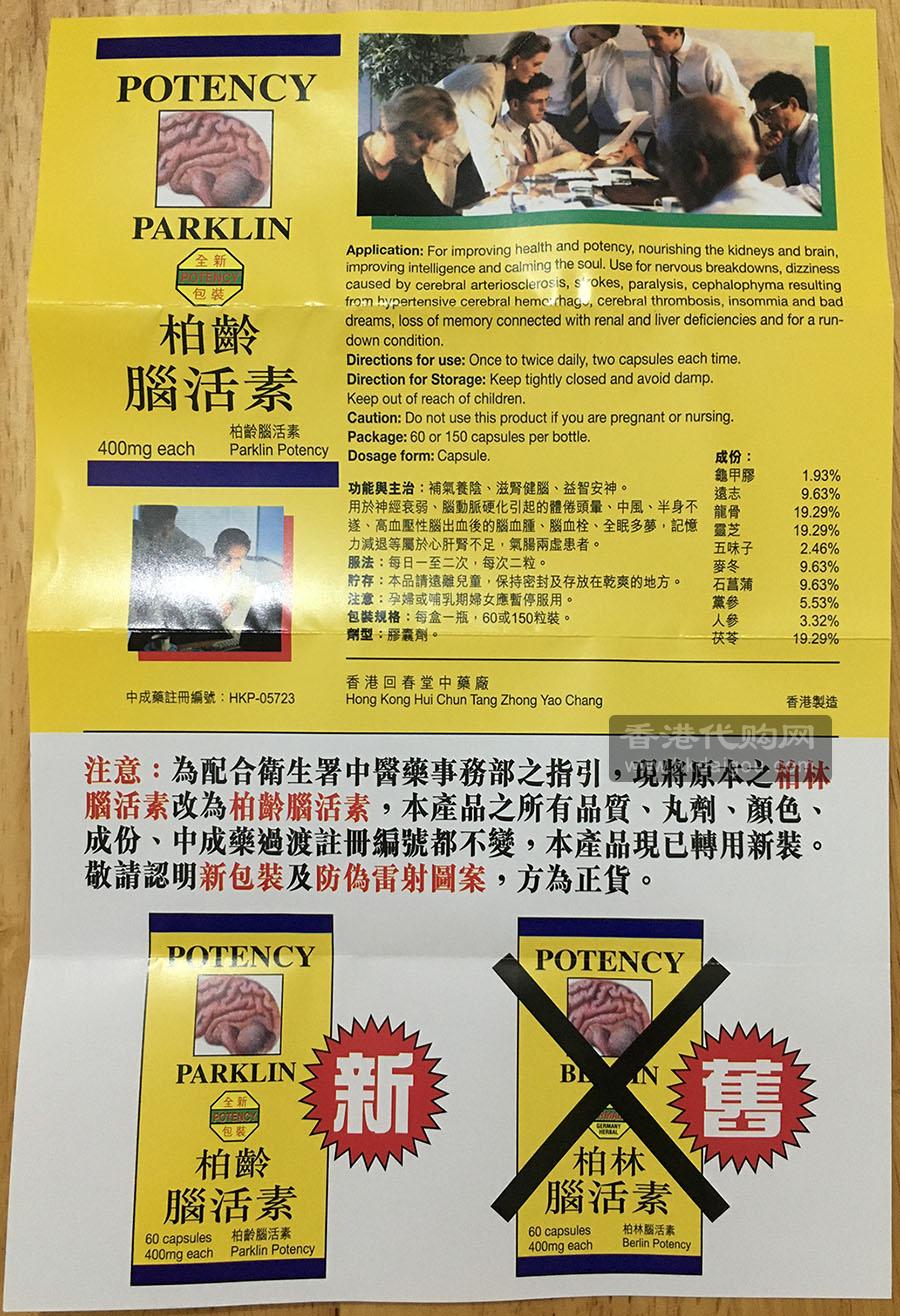 POTENCY
PARKLIN
全新
POTENCY
包裝
柏齡
腦活素
400mg each
柏齡腦活素
Parklin Potency
中成藥註冊編號：HKP-05723
Application: For improving health and potency, nourishing the kidneys and brain,
improving intelligence and calming the soul. Use for nervous breakdowns, dizziness
caused by cerebral arteriosclerosis, strokes, paralysis, cephalophyma resulting
from hypertensive cerebral hemorrhage, cerebral thrombosis, insommia and bad
dreams, loss of memory connected with renal and liver deficiencies and for a run-
down condition.
Directions for use: Once to twice daily, two capsules each time.
Direction for Storage: Keep tightly closed and avoid damp.
Keep out of reach of children.
Caution: Do not use this product if you are pregnant or nursing.
Package: 60 or 150 capsules per bottle.
Dosage form: Capsule.
功能與主治：補氣養陰、滋腎健腦、益智安神。
用於神經衰弱、腦動脈硬化引起的體倦頭暈、中風、半身不
遂、高血壓性腦出血後的腦血腫、腦血栓、全眠多夢，記憶
力減退等屬於心肝腎不足，氣腸兩虛患者。
服法：每日一至二次，每次二粒。
貯存：本品請遠離兒童，保持密封及存放在乾爽的地方。
注意：孕婦或哺乳期婦女應暫停服用。
包裝規格：每盒一瓶，60或150粒裝。
劑型：膠囊劑。
成份：
龜甲膠 1.93%
遠志 9.63%
龍骨 19.29%
靈芝 19.29%
五味子 2.46%
麥冬 9.63%
石菖蒲 9.63%
黨參 5.53%
人參 3.32%
茯苓 19.29%
香港回春堂中藥廠
Hong Kong Hui Chun Tang Zhong Yao Chang
香港製造
香港代购网
注意：為配合衛生署中醫藥事務部之指引，現將原本之柏林
腦活素改為柏齡腦活素，本產品之所有品質、丸劑、顏色、
成份、中成藥過渡註冊編號都不變，本產品現已轉用新裝。
敬請認明新包裝及防偽雷射圖案，方為正貨。
POTENCY
PARKLIN
全新
POTENCY
包裝
柏齡
腦活素
60 capsules
400mg each
柏齡腦活素
Parklin Potency
新
POTENCY
GERMANY
HERBAL
柏林
腦活素
60 capsules
400mg each
柏林腦活素
Berlin Potency
舊